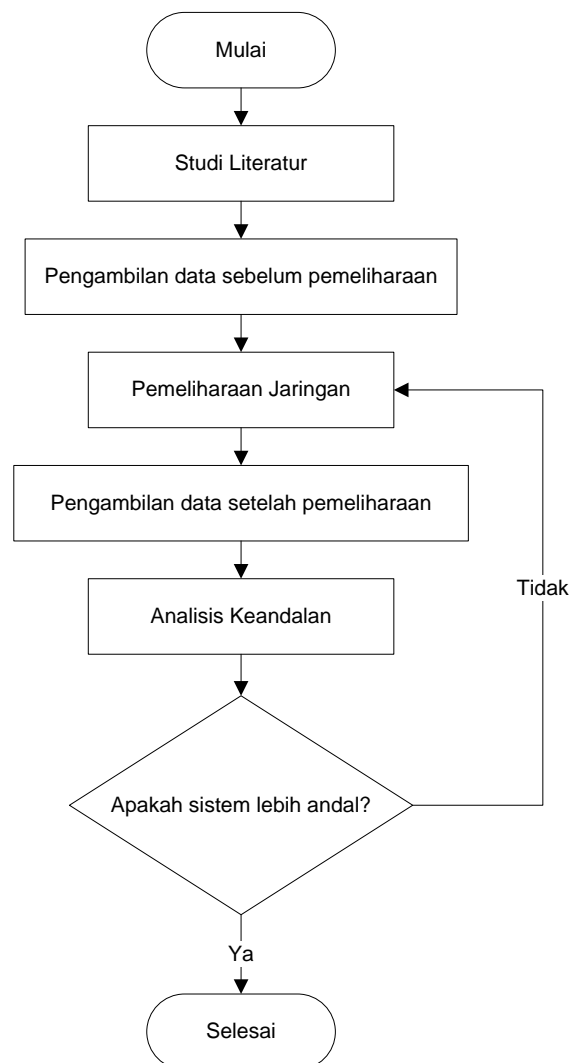 Mulai
Studi Literatur
Pengambilan data sebelum pemeliharaan
Pemeliharaan Jaringan
Pengambilan data setelah pemeliharaan
Analisis Keandalan
Tidak
Apakah sistem lebih andal?
Ya
Selesai